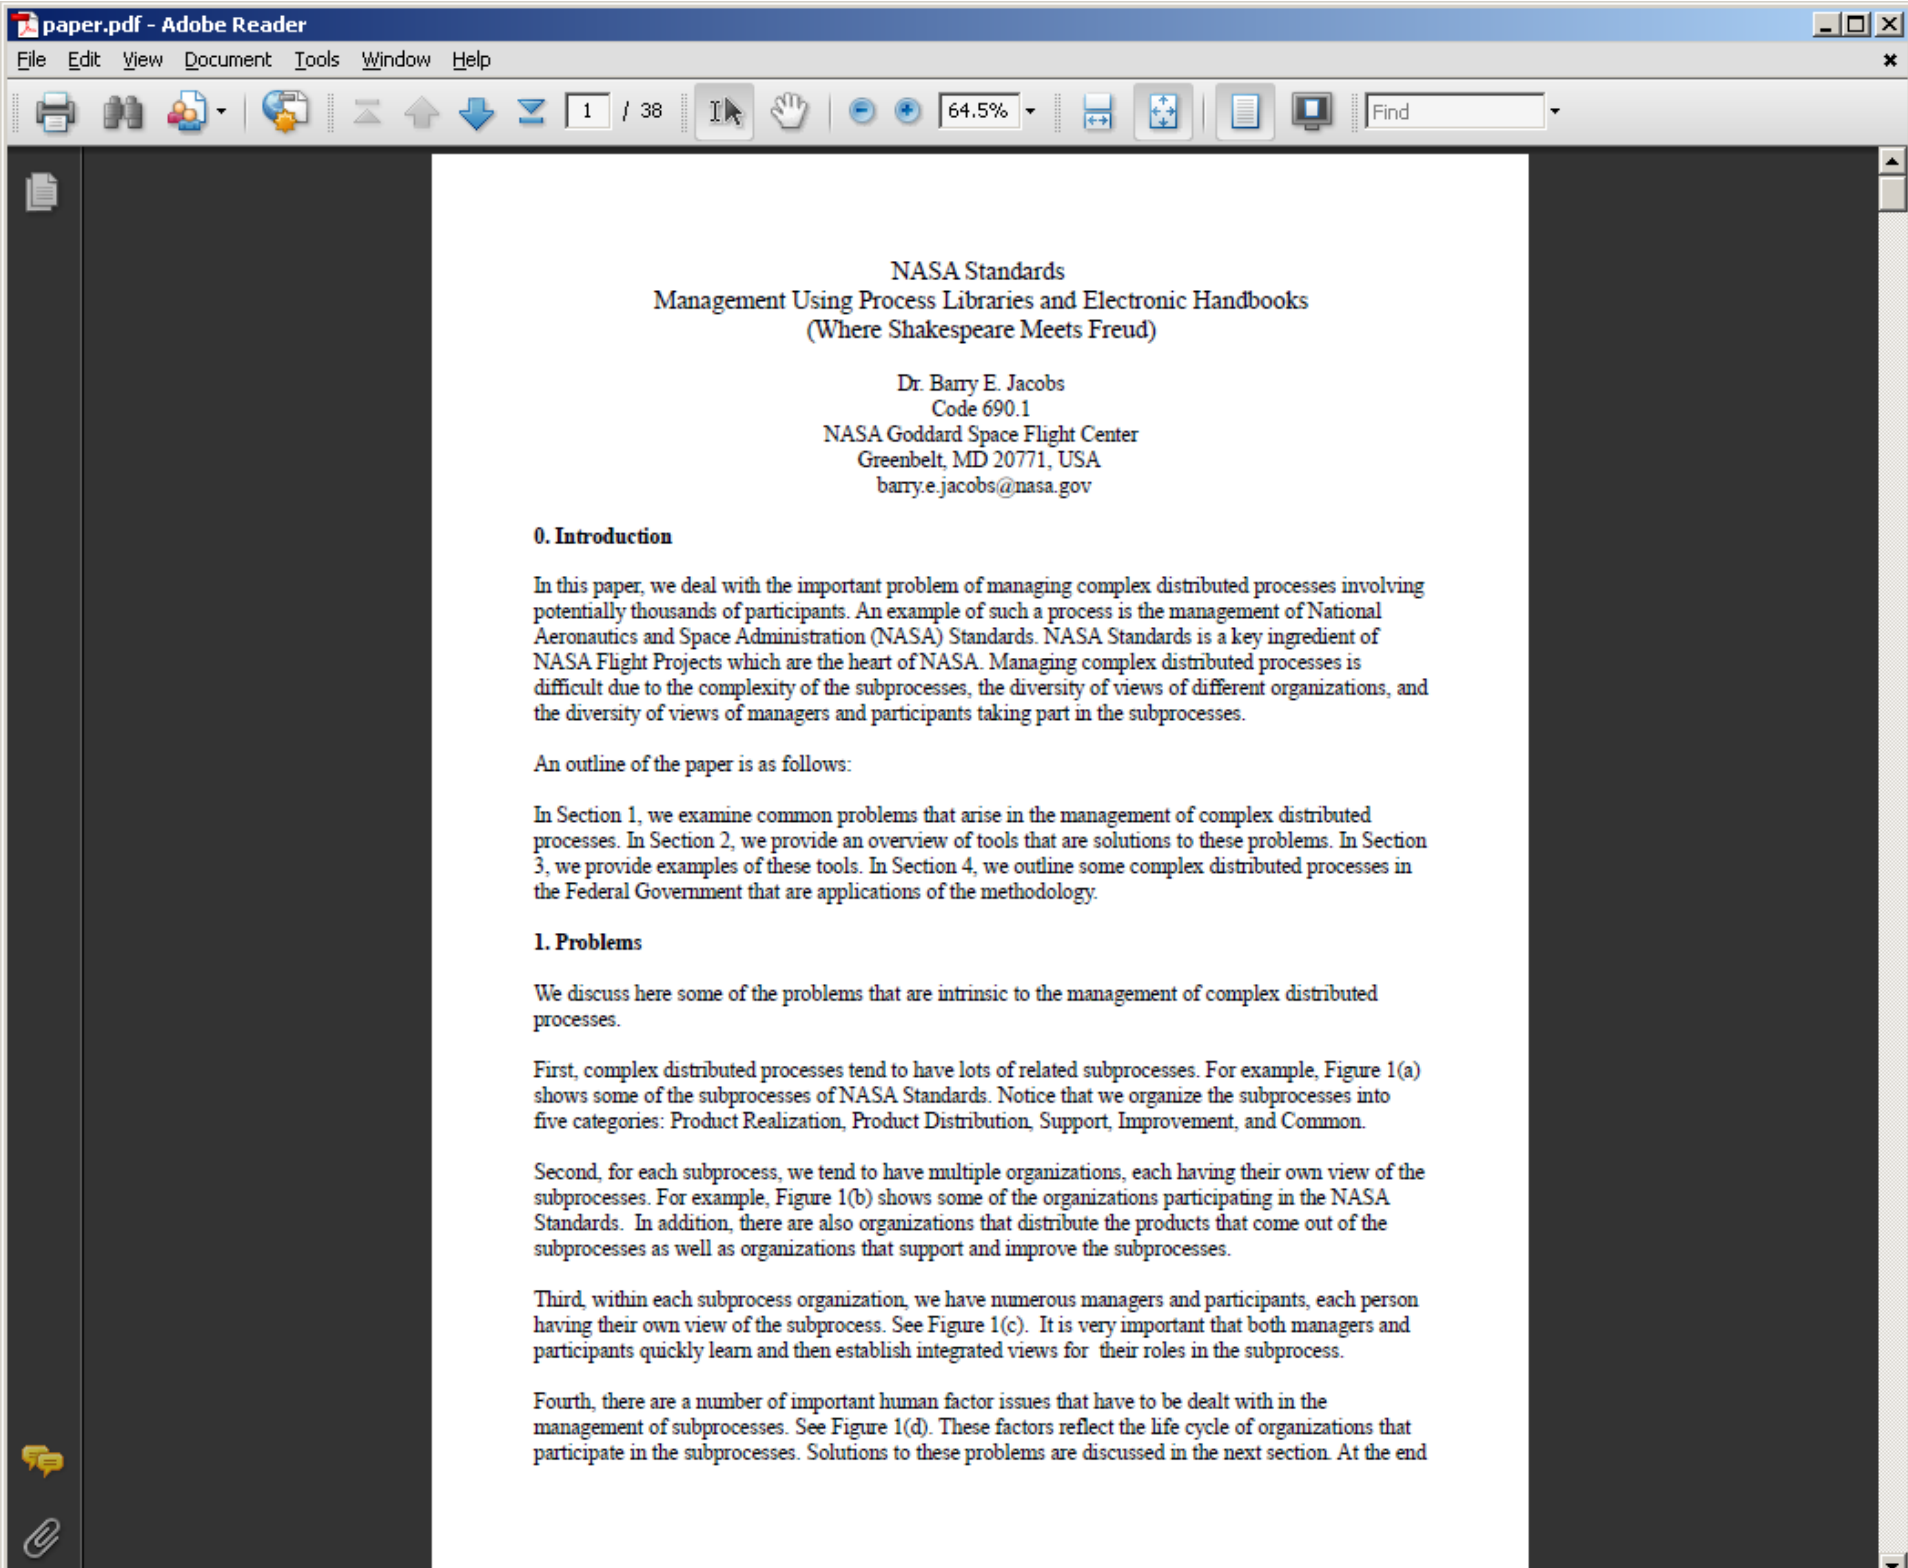 paper.pdf - Adobe Reader
File Edit View Document Tools Window Help
1 / 38 64.5% Find
NASA Standards
Management Using Process Libraries and Electronic Handbooks
(Where Shakespeare Meets Freud)
Dr. Barry E. Jacobs
Code 690.1
NASA Goddard Space Flight Center
Greenbelt, MD 20771, USA
barry.e.jacobs@nasa.gov
0. Introduction
In this paper, we deal with the important problem of managing complex distributed processes involving
potentially thousands of participants. An example of such a process is the management of National
Aeronautics and Space Administration (NASA) Standards. NASA Standards is a key ingredient of
NASA Flight Projects which are the heart of NASA. Managing complex distributed processes is
difficult due to the complexity of the subprocesses, the diversity of views of different organizations, and
the diversity of views of managers and participants taking part in the subprocesses.
An outline of the paper is as follows:
In Section 1, we examine common problems that arise in the management of complex distributed
processes. In Section 2, we provide an overview of tools that are solutions to these problems. In Section
3, we provide examples of these tools. In Section 4, we outline some complex distributed processes in
the Federal Government that are applications of the methodology.
1. Problems
We discuss here some of the problems that are intrinsic to the management of complex distributed
processes.
First, complex distributed processes tend to have lots of related subprocesses. For example, Figure 1(a)
shows some of the subprocesses of NASA Standards. Notice that we organize the subprocesses into
five categories: Product Realization, Product Distribution, Support, Improvement, and Common.
Second, for each subprocess, we tend to have multiple organizations, each having their own view of the
subprocesses. For example, Figure 1(b) shows some of the organizations participating in the NASA
Standards.  In addition, there are also organizations that distribute the products that come out of the
subprocesses as well as organizations that support and improve the subprocesses.
Third, within each subprocess organization, we have numerous managers and participants, each person
having their own view of the subprocess. See Figure 1(c).  It is very important that both managers and
participants quickly learn and then establish integrated views for  their roles in the subprocess.
Fourth, there are a number of important human factor issues that have to be dealt with in the
management of subprocesses. See Figure 1(d). These factors reflect the life cycle of organizations that
participate in the subprocesses. Solutions to these problems are discussed in the next section. At the end